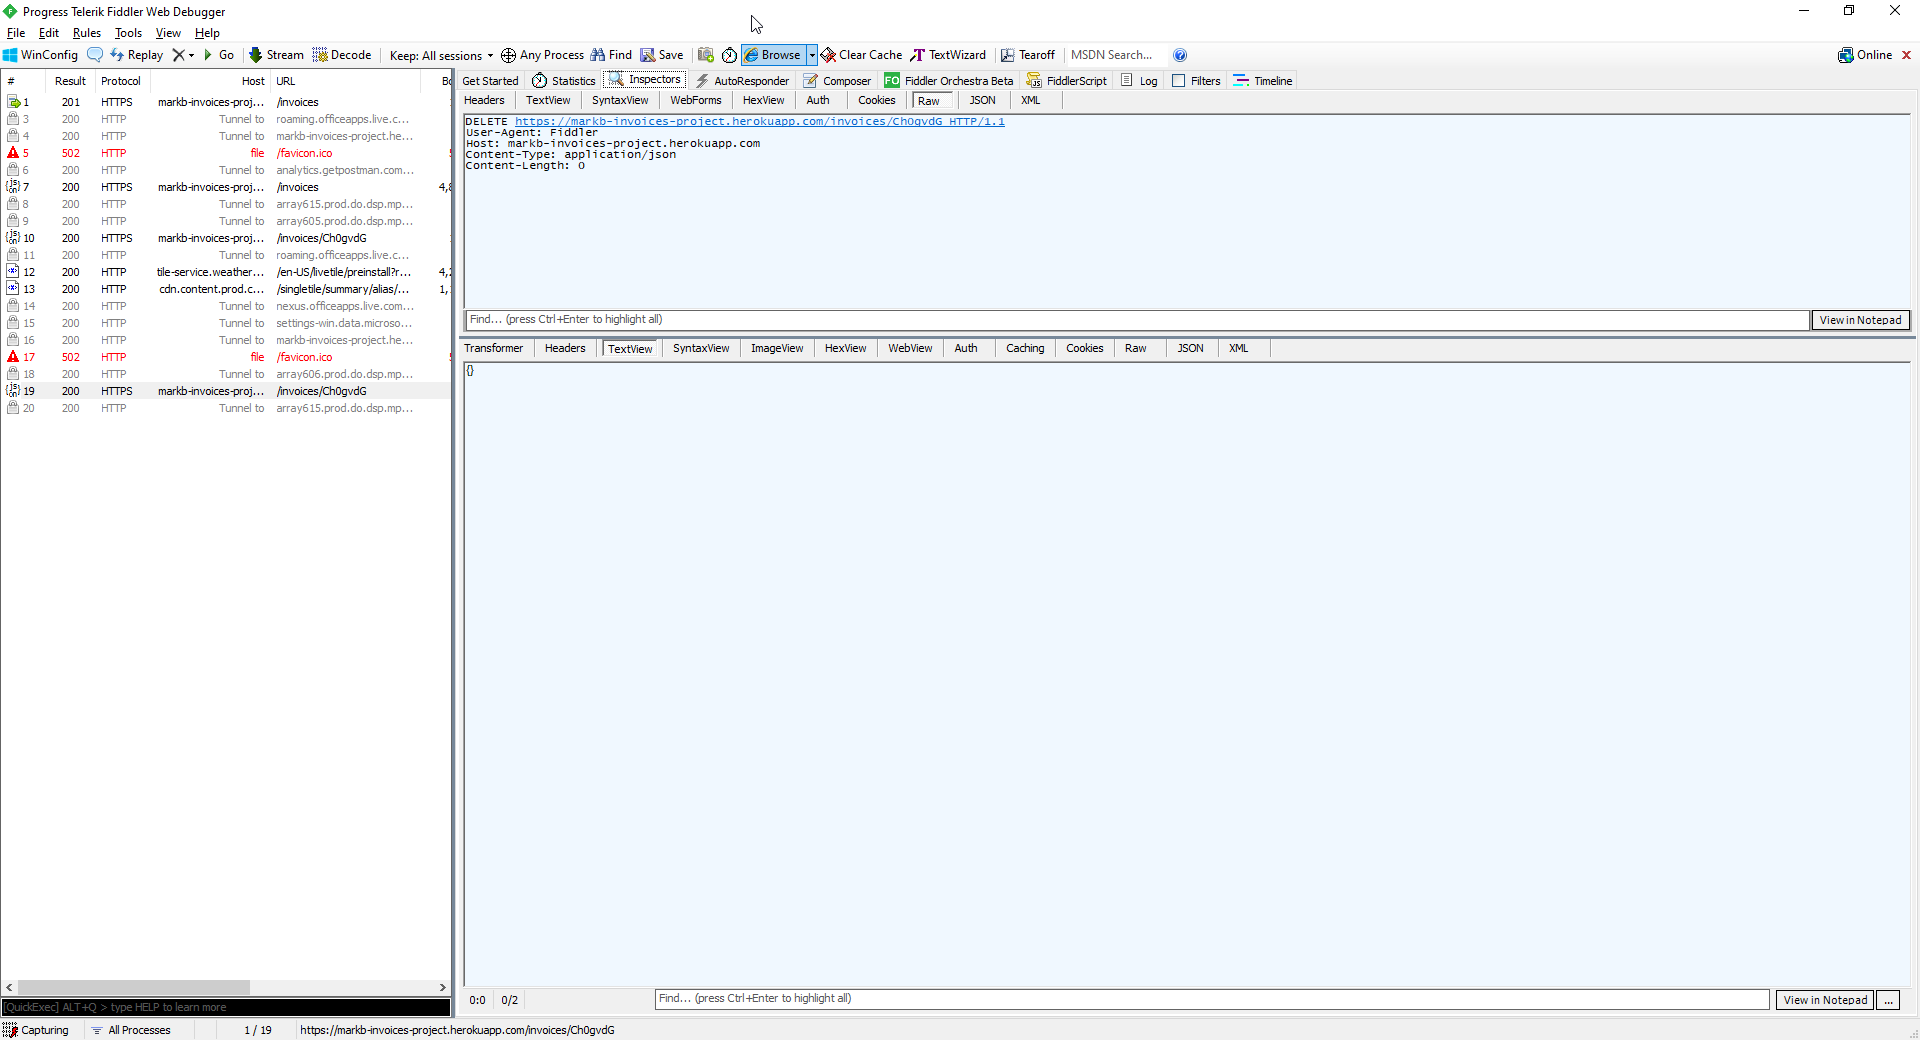 Progress Telerik Fiddler Web Debugger
File Edit Rules Tools View Help
WinConfig Replay Go Stream Decode Keep: All sessions Any Process Find Save Browse Clear Cache TextWizard Tearoff MSDN Search... Online
# Result Protocol Host URL
1 201 HTTPS markb-invoices-proj... /invoices
3 200 HTTP Tunnel to roaming.officeapps.live.c...
4 200 HTTP Tunnel to markb-invoices-project.he...
5 502 HTTP file /favicon.ico
6 200 HTTP Tunnel to analytics.getpostman.com...
7 200 HTTPS markb-invoices-proj... /invoices
8 200 HTTP Tunnel to array615.prod.do.dsp.mp...
9 200 HTTP Tunnel to array605.prod.do.dsp.mp...
10 200 HTTPS markb-invoices-proj... /invoices/Ch0gvdG
11 200 HTTP Tunnel to roaming.officeapps.live.c...
12 200 HTTP tile-service.weather... /en-US/livetile/preinstall?r...
13 200 HTTP cdn.content.prod.c... /singletile/summary/alias/...
14 200 HTTP Tunnel to nexus.officeapps.live.com...
15 200 HTTP Tunnel to settings-win.data.microso...
16 200 HTTP Tunnel to markb-invoices-project.he...
17 502 HTTP file /favicon.ico
18 200 HTTP Tunnel to array606.prod.do.dsp.mp...
19 200 HTTPS markb-invoices-proj... /invoices/Ch0gvdG
20 200 HTTP Tunnel to array615.prod.do.dsp.mp...
[QuickExec] ALT+Q > type HELP to learn more
Get Started Statistics Inspectors AutoResponder Composer FO Fiddler Orchestra Beta FiddlerScript Log Filters Timeline
Headers TextView SyntaxView WebForms HexView Auth Cookies Raw JSON XML
DELETE https://markb-invoices-project.herokuapp.com/invoices/Ch0gvdG HTTP/1.1
User-Agent: Fiddler
Host: markb-invoices-project.herokuapp.com
Content-Type: application/json
Content-Length: 0
Find... (press Ctrl+Enter to highlight all) View in Notepad
Transformer Headers TextView SyntaxView ImageView HexView WebView Auth Caching Cookies Raw JSON XML
{}
0:0 0/2 Find... (press Ctrl+Enter to highlight all) View in Notepad ...
Capturing All Processes 1 / 19 https://markb-invoices-project.herokuapp.com/invoices/Ch0gvdG